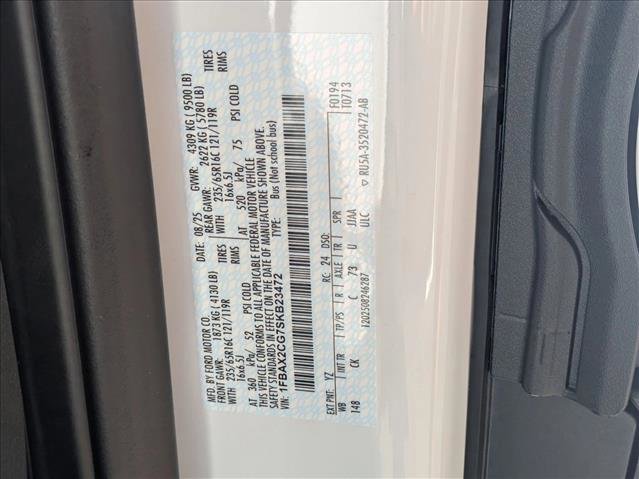 MFD. BY FORD MOTOR CO.
DATE: 08/25 GVWR: 4309 KG ( 9500 LB)
FRONT GAWR: 1873 KG ( 4130 LB) REAR GAWR: 2622 KG ( 5780 LB)
WITH 235/65R16C 121/119R TIRES WITH 235/65R16C 121/119R TIRES
16x6.5J RIMS 16x6.5J RIMS
AT 360 kPa/ 52 PSI COLD AT 520 kPa/ 75 PSI COLD
THIS VEHICLE CONFORMS TO ALL APPLICABLE FEDERAL MOTOR VEHICLE
SAFETY STANDARDS IN EFFECT ON THE DATE OF MANUFACTURE SHOWN ABOVE.
VIN: 1FBAX2CG7SKB23472 TYPE: Bus (Not school bus)
F0194
T0713
EXT PNT: YZ RC: 24 DSO:
WB INT TR TP/PS R AXLE TR SPR
148 CK C 73 U JJAA
12025082462B7 ULC RU5A-3520472-AB